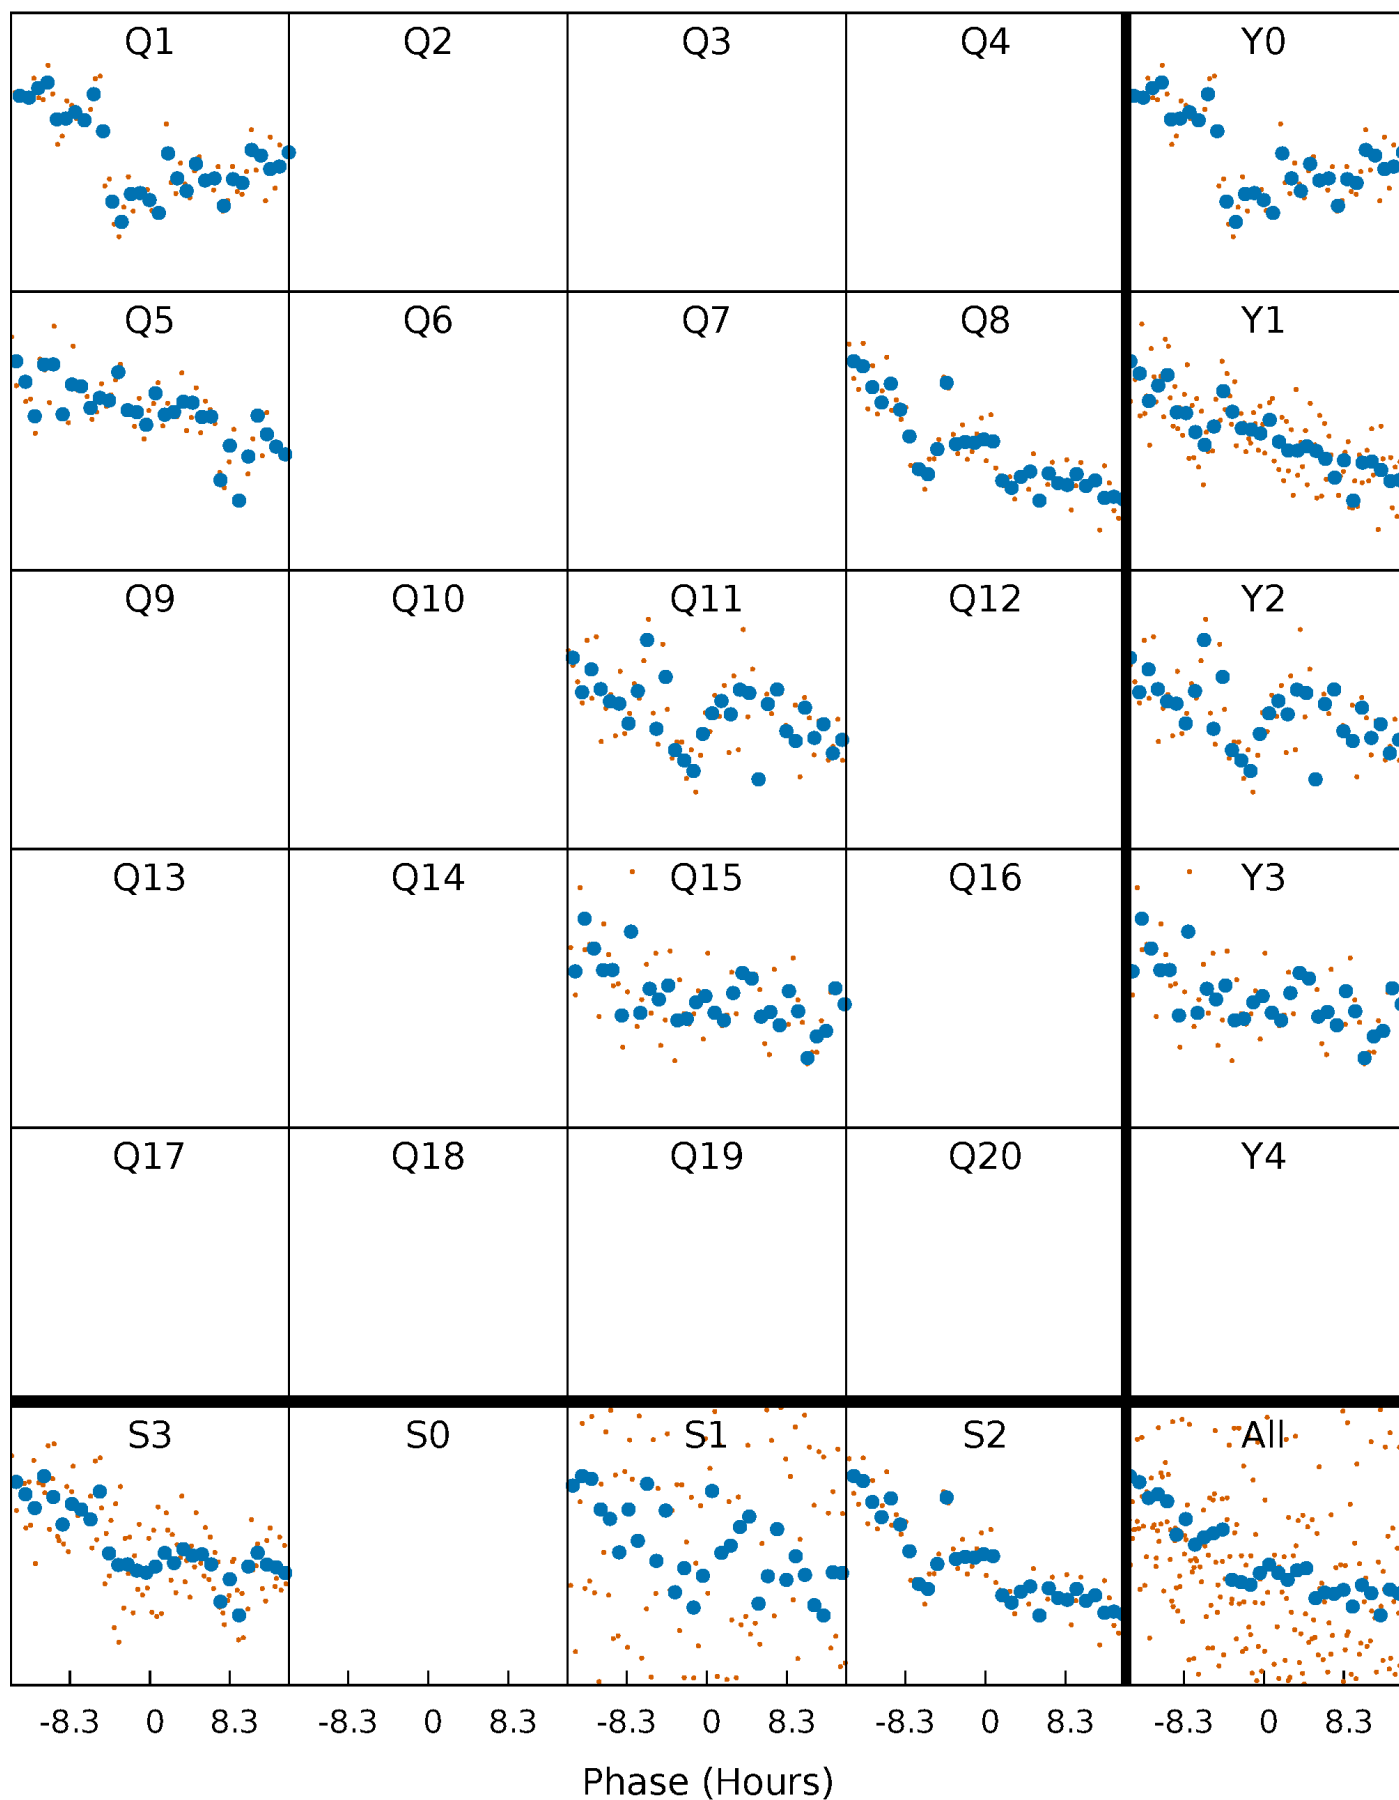 Q1 Q2 Q3 Q4 Y0
Q5 Q6 Q7 Q8 Y1
Q9 Q10 Q11 Q12 Y2
Q13 Q14 Q15 Q16 Y3
Q17 Q18 Q19 Q20 Y4
S3 S0 S1 S2 All
-8.3 0 8.3 -8.3 0 8.3 -8.3 0 8.3 -8.3 0 8.3 -8.3 0 8.3
Phase (Hours)